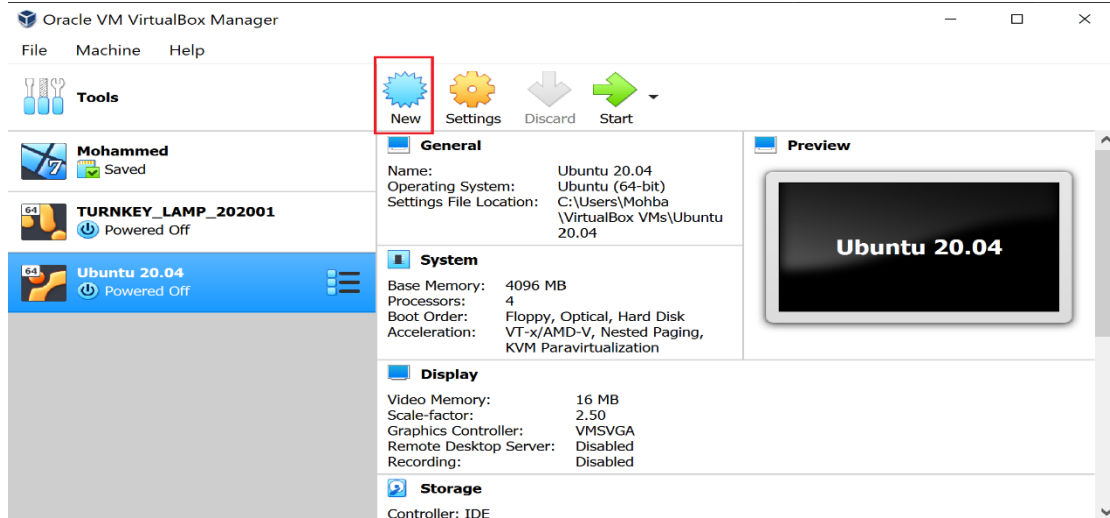 Oracle VM VirtualBox Manager
File Machine Help
Tools
New Settings Discard Start
Mohammed
Saved
64
TURNKEY_LAMP_202001
Powered Off
64
Ubuntu 20.04
Powered Off
General
Name: Ubuntu 20.04
Operating System: Ubuntu (64-bit)
Settings File Location: C:\Users\Mohba
\VirtualBox VMs\Ubuntu
20.04
System
Base Memory: 4096 MB
Processors: 4
Boot Order: Floppy, Optical, Hard Disk
Acceleration: VT-x/AMD-V, Nested Paging,
KVM Paravirtualization
Display
Video Memory: 16 MB
Scale-factor: 2.50
Graphics Controller: VMSVGA
Remote Desktop Server: Disabled
Recording: Disabled
Storage
Controller: IDE
Preview
Ubuntu 20.04